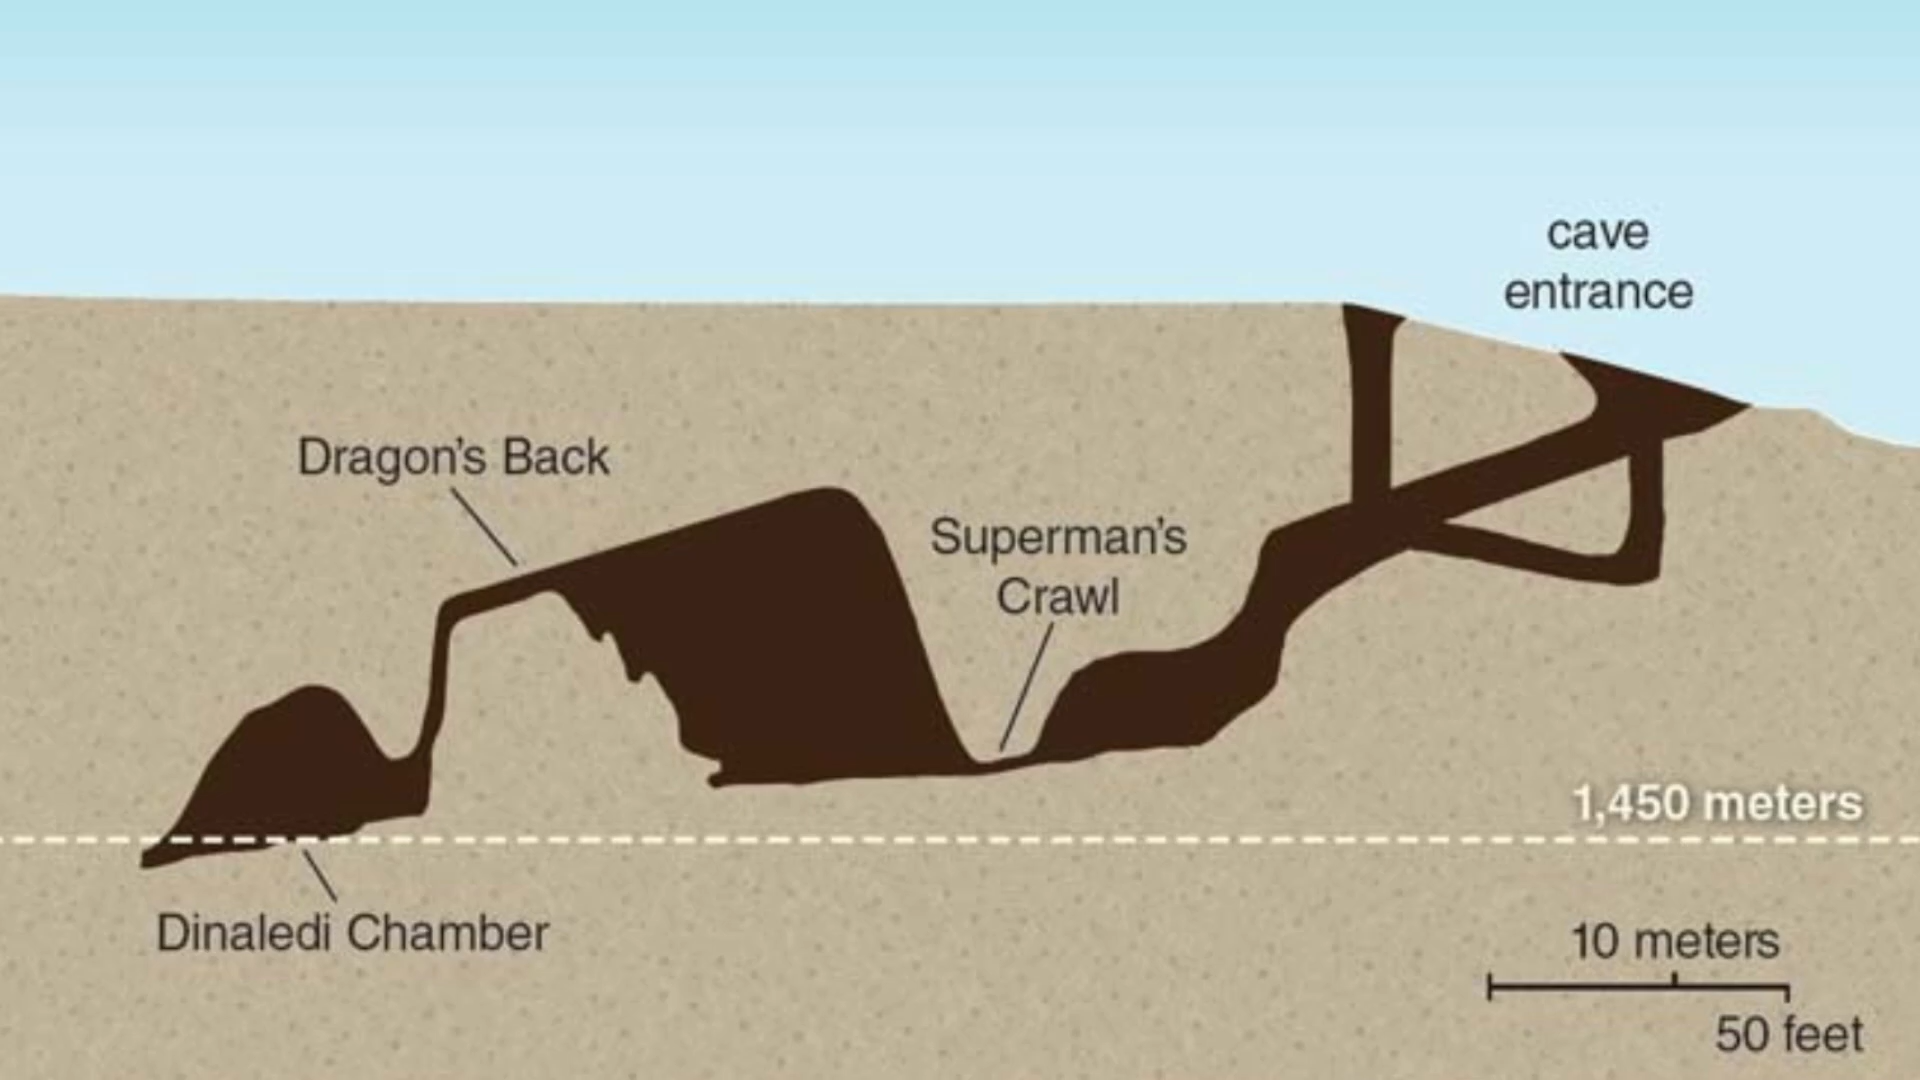 cave
entrance
Dragon's Back
Superman's
Crawl
1,450 meters
Dinaledi Chamber
10 meters
50 feet